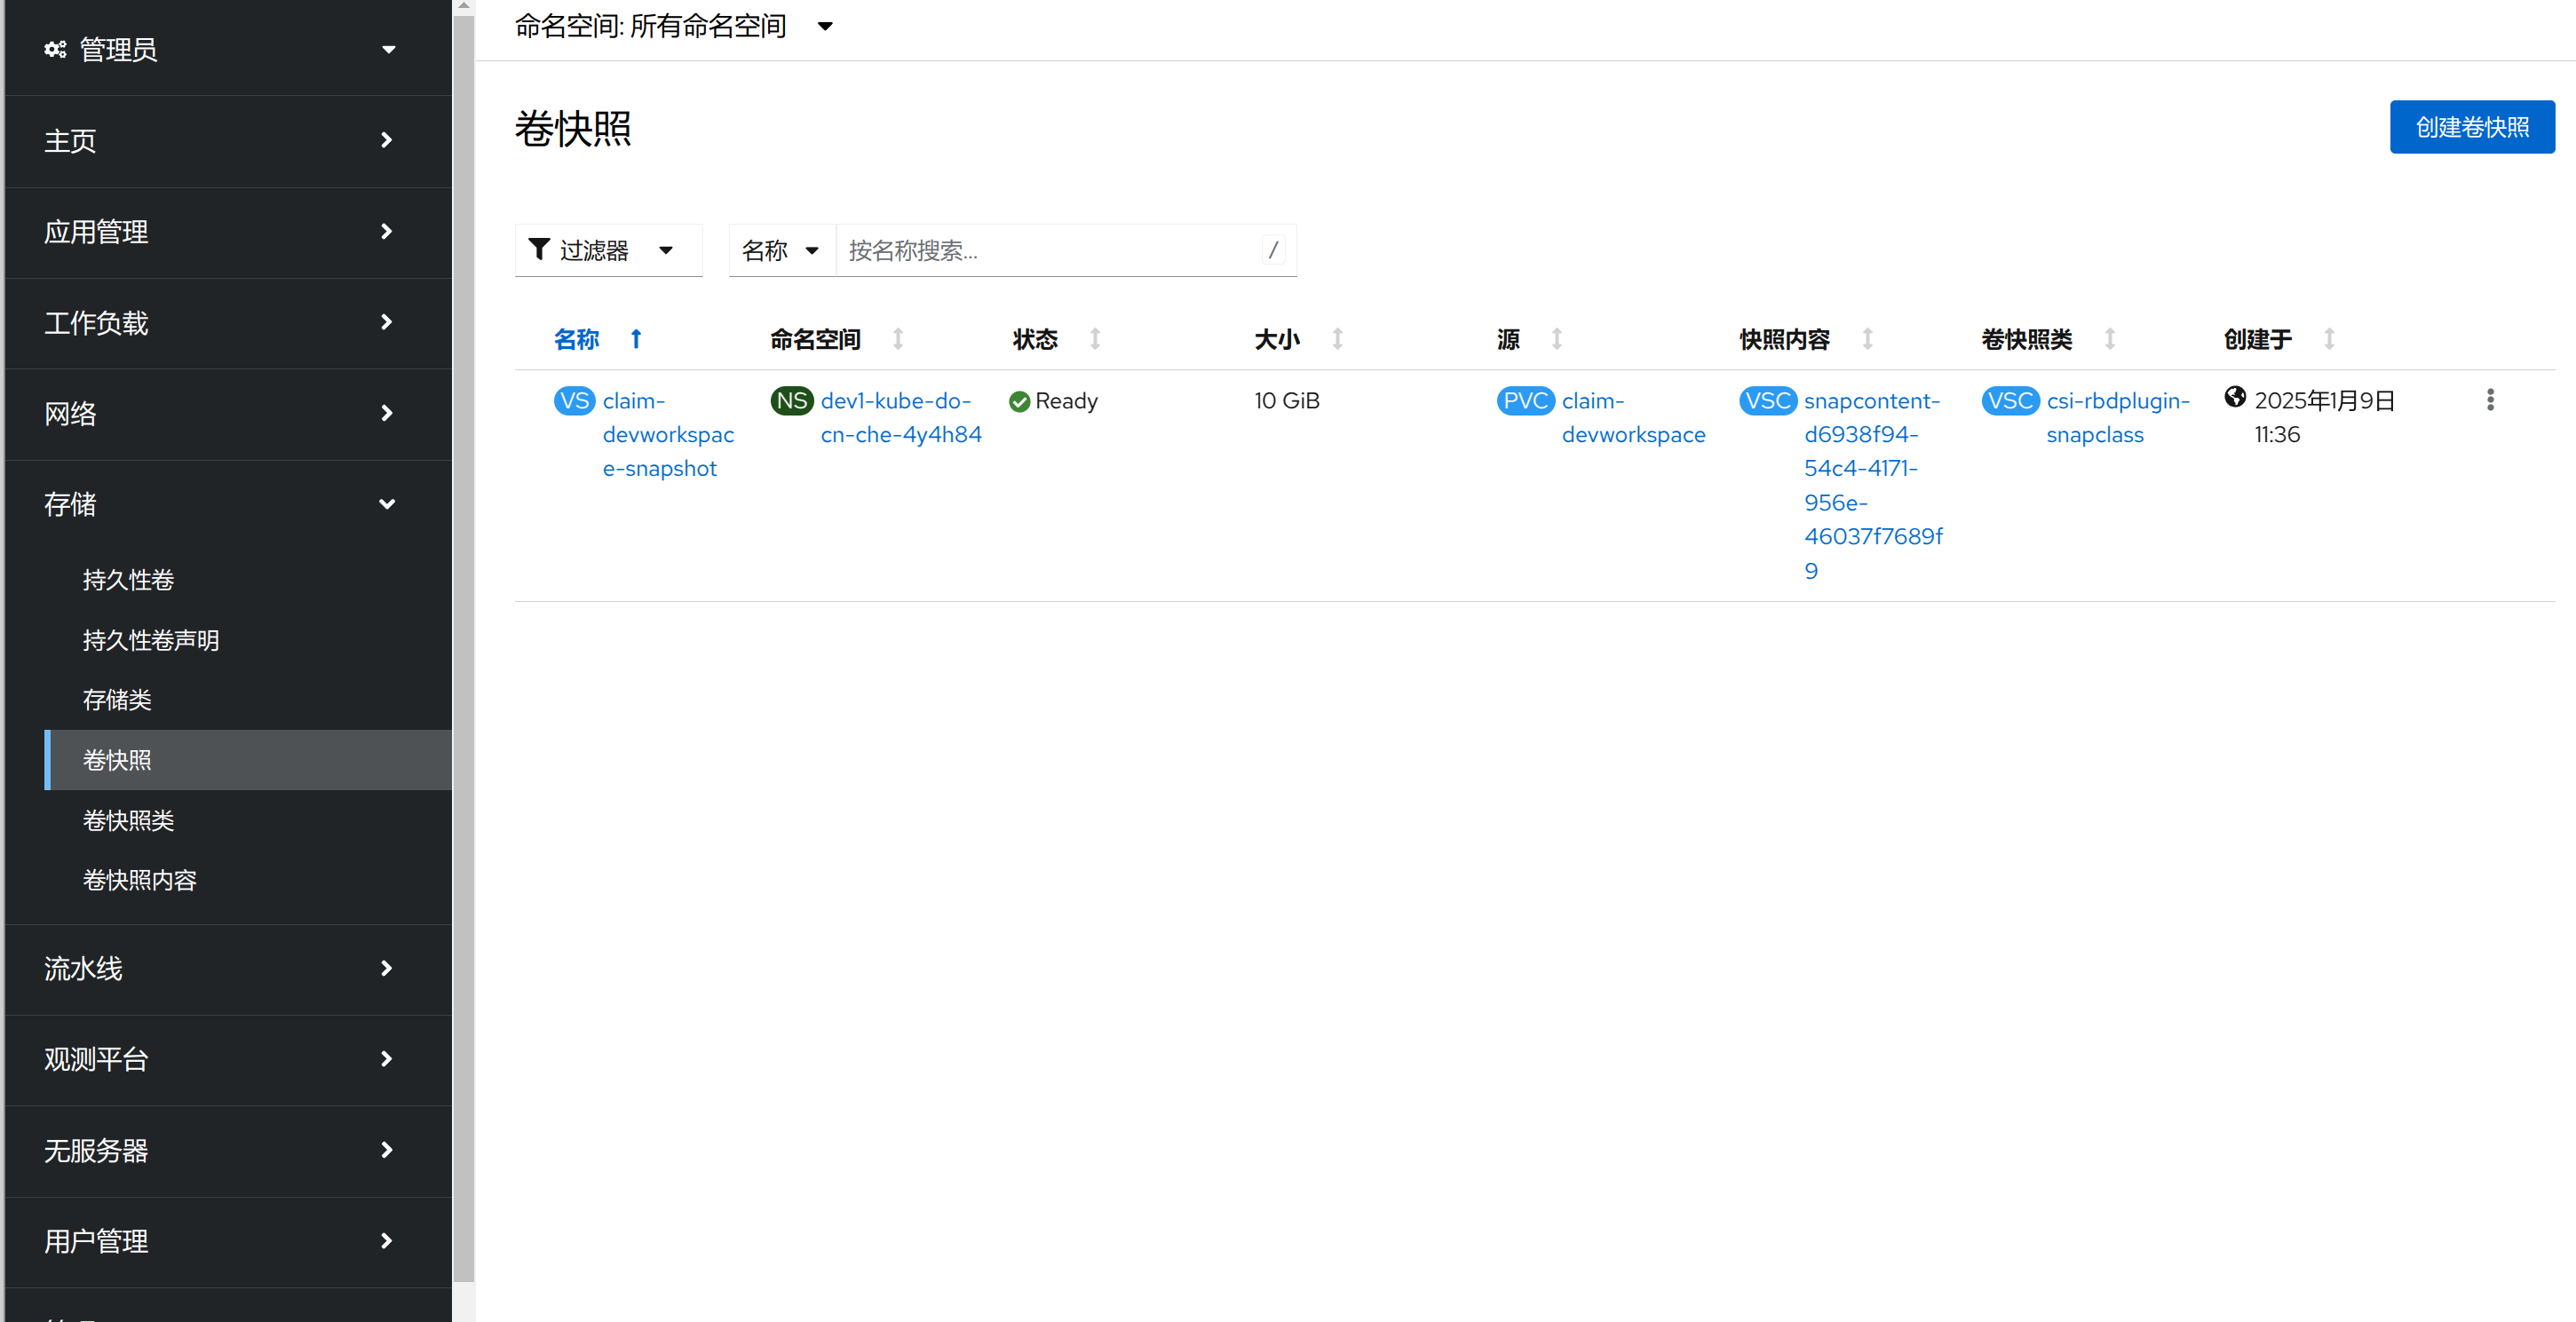 管理员
主页
应用管理
工作负载
网络
存储
持久性卷
持久性卷声明
存储类
卷快照
卷快照类
卷快照内容
流水线
观测平台
无服务器
用户管理
命名空间: 所有命名空间
卷快照
创建卷快照
过滤器
名称
按名称搜索...
/
名称 命名空间 状态 大小 源 快照内容 卷快照类 创建于
VS claim-
devworkspac
e-snapshot
NS dev1-kube-do-
cn-che-4y4h84
Ready
10 GiB
PVC claim-
devworkspace
VSC snapcontent-
d6938f94-
54c4-4171-
956e-
46037f7689f
9
VSC csi-rbdplugin-
snapclass
2025年1月9日
11:36